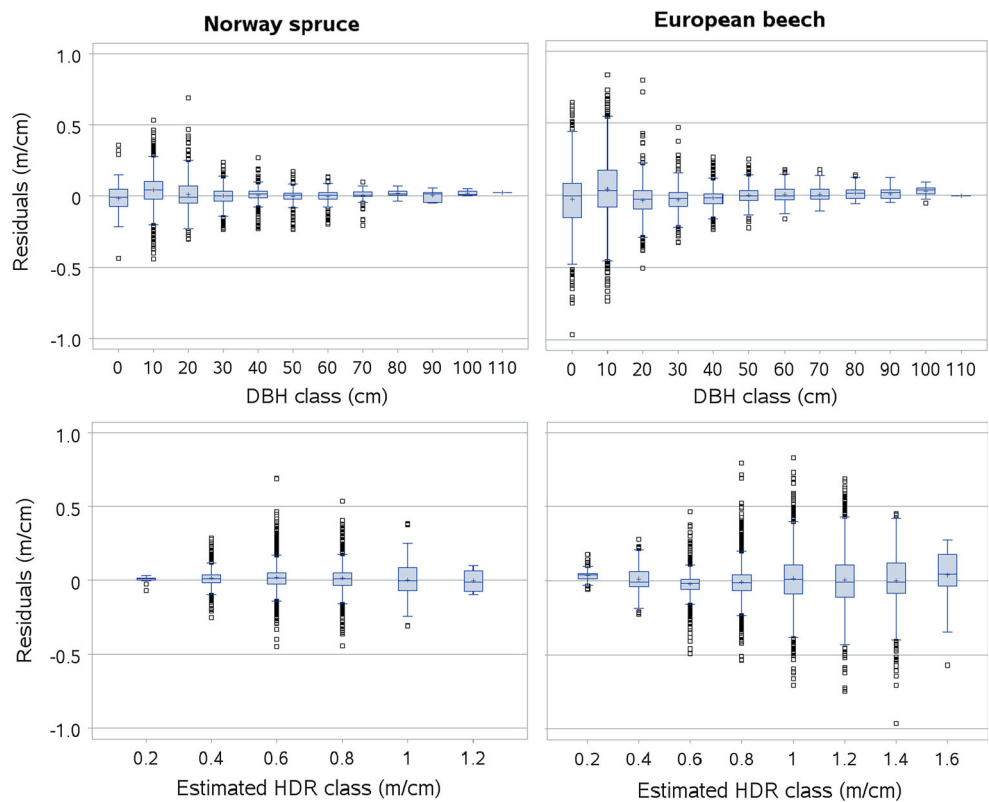 Norway spruce
European beech
Residuals (m/cm)
1.0
0.5
0
-0.5
-1.0
0 10 20 30 40 50 60 70 80 90 100 110
DBH class (cm)
0 10 20 30 40 50 60 70 80 90 100 110
DBH class (cm)
Residuals (m/cm)
1.0
0.5
0
-0.5
-1.0
0.2 0.4 0.6 0.8 1 1.2
Estimated HDR class (m/cm)
0.2 0.4 0.6 0.8 1 1.2 1.4 1.6
Estimated HDR class (m/cm)